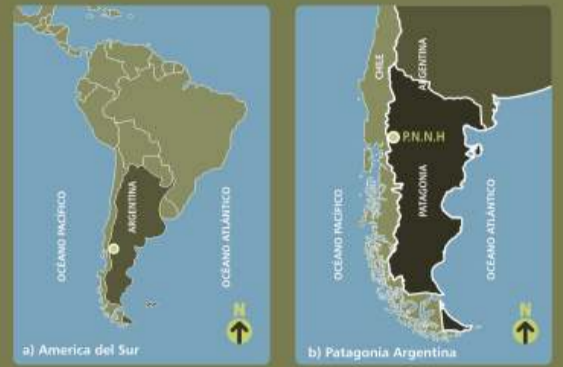 OCÉANO PACÍFICO
ARGENTINA
OCÉANO ATLÁNTICO
N
a) America del Sur
CHILE
ARGENTINA
P.N.N.H
PATAGONIA
OCÉANO PACÍFICO
OCÉANO ATLÁNTICO
N
b) Patagonia Argentina